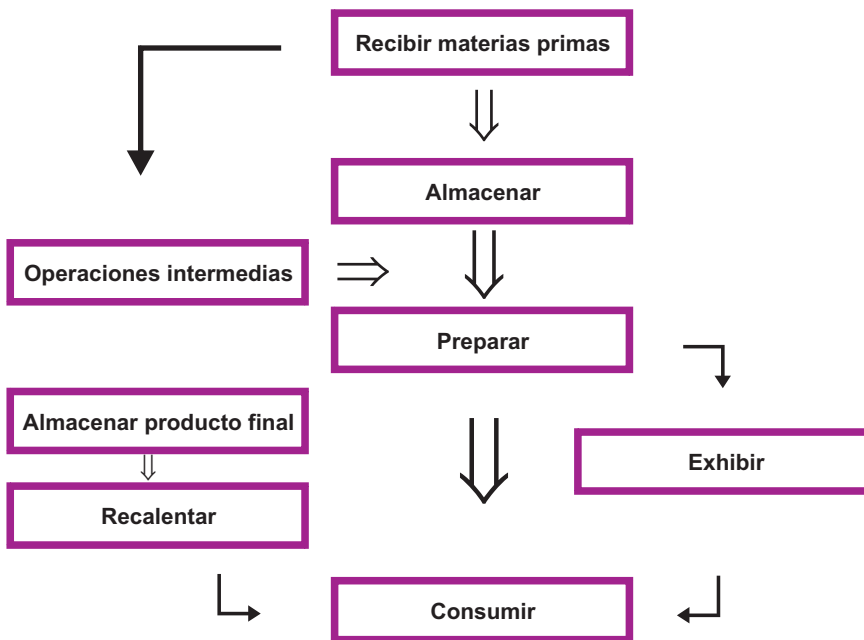 Recibir materias primas
Almacenar
Operaciones intermedias
Preparar
Almacenar producto final
Exhibir
Recalentar
Consumir